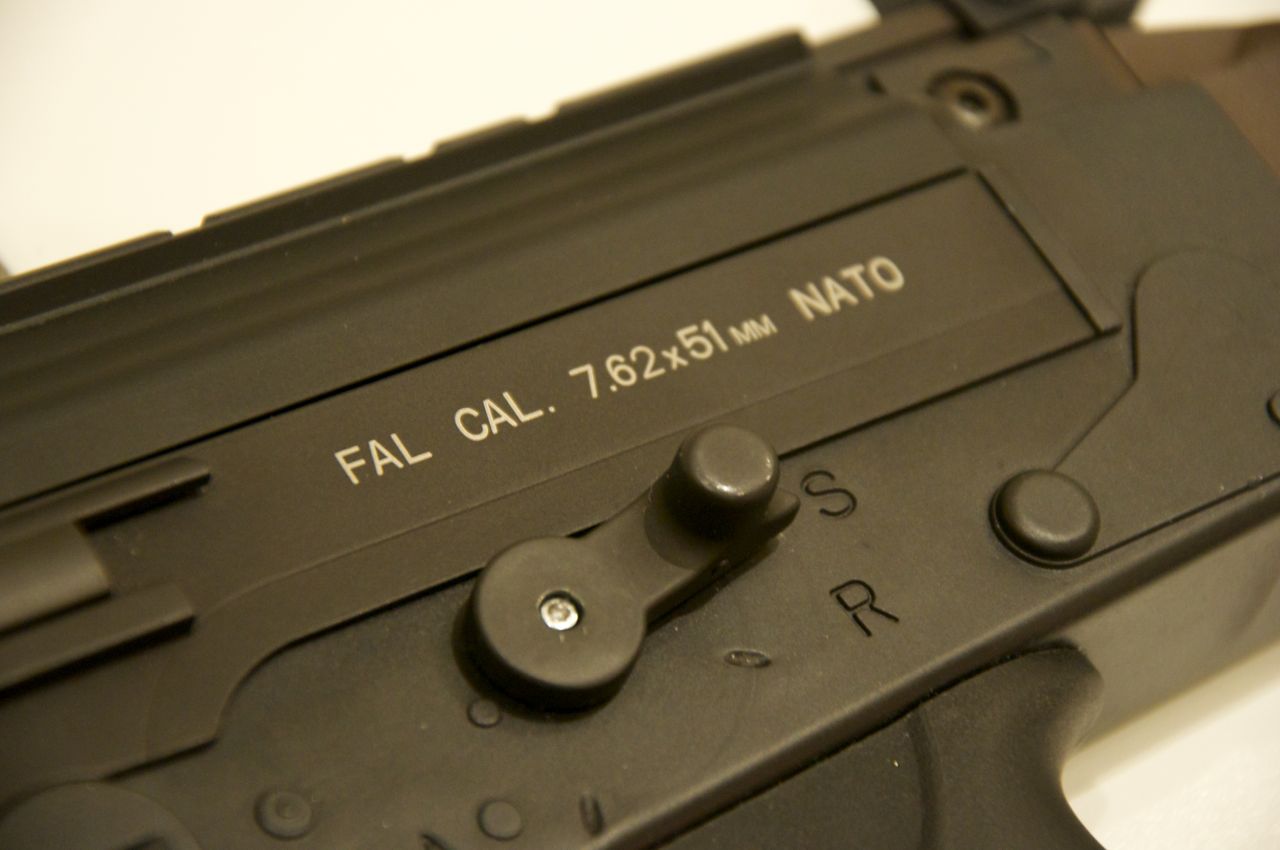 FAL CAL. 7.62x51MM NATO
S
R